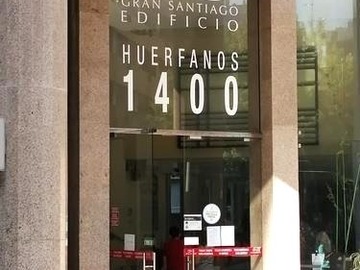 GRAN SANTIAGO
EDIFICIO
HUERFANOS
1400